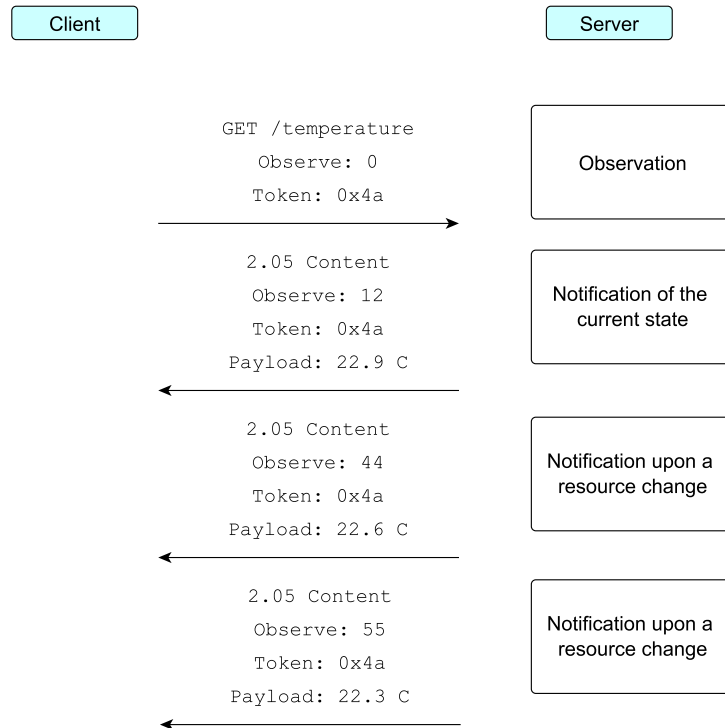 Client
Server
GET /temperature
Observe: 0
Token: 0x4a
Observation
2.05 Content
Observe: 12
Token: 0x4a
Payload: 22.9 C
Notification of the
current state
2.05 Content
Observe: 44
Token: 0x4a
Payload: 22.6 C
Notification upon a
resource change
2.05 Content
Observe: 55
Token: 0x4a
Payload: 22.3 C
Notification upon a
resource change